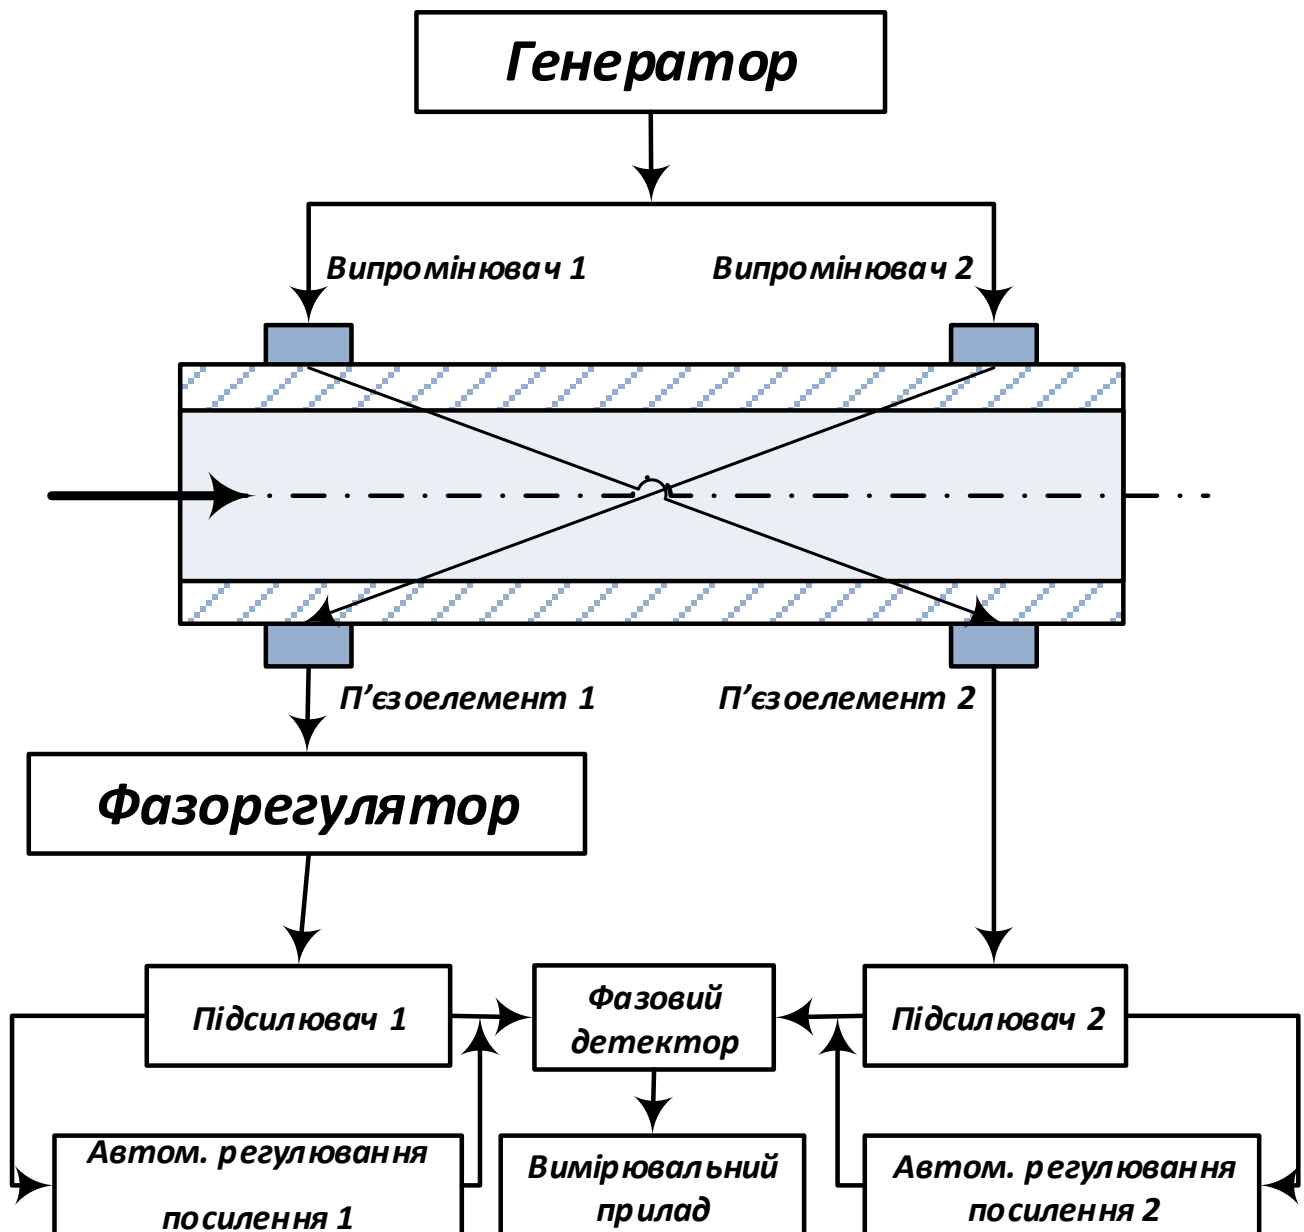 Генератор
Випромінювач 1
Випромінювач 2
П’єзоелемент 1
П’єзоелемент 2
Фазорегулятор
Підсилювач 1
Фазовий
детектор
Підсилювач 2
Автом. регулювання
посилення 1
Вимірювальний
прилад
Автом. регулювання
посилення 2